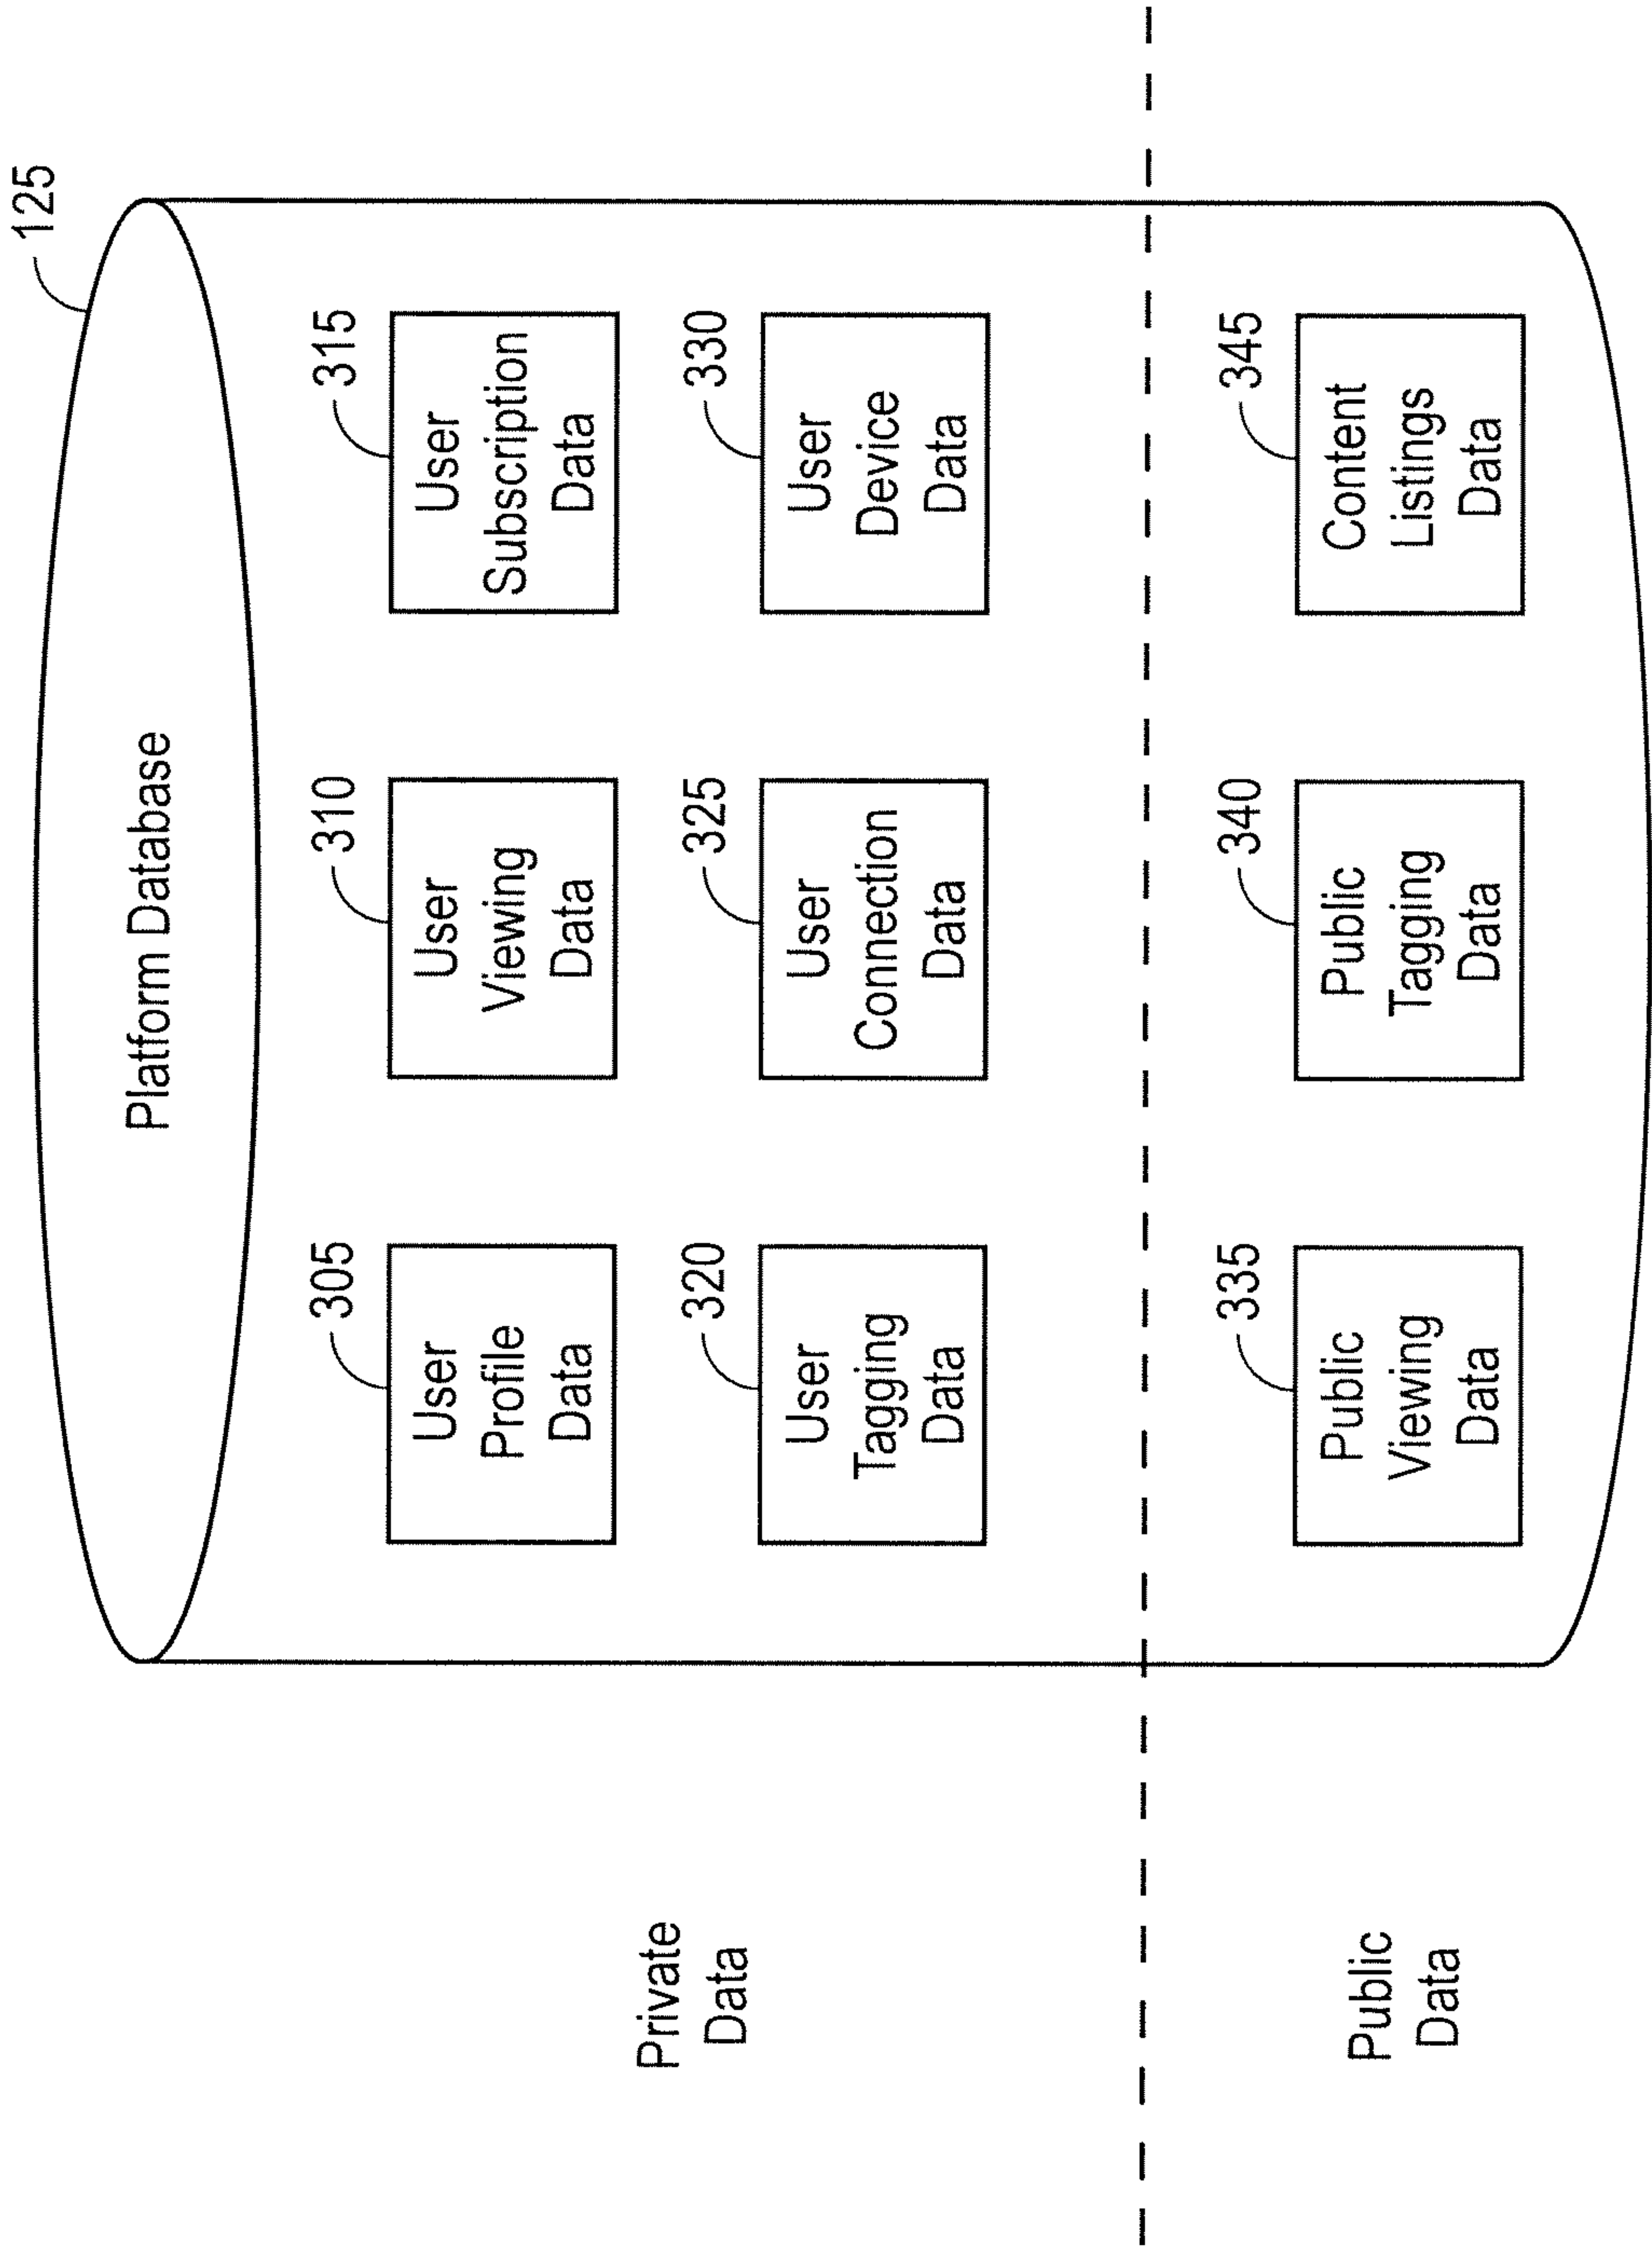 125
Platform Database
305
User
Profile
Data
310
User
Viewing
Data
315
User
Subscription
Data
320
User
Tagging
Data
325
User
Connection
Data
330
User
Device
Data
Private
Data
335
Public
Viewing
Data
340
Public
Tagging
Data
345
Content
Listings
Data
Public
Data